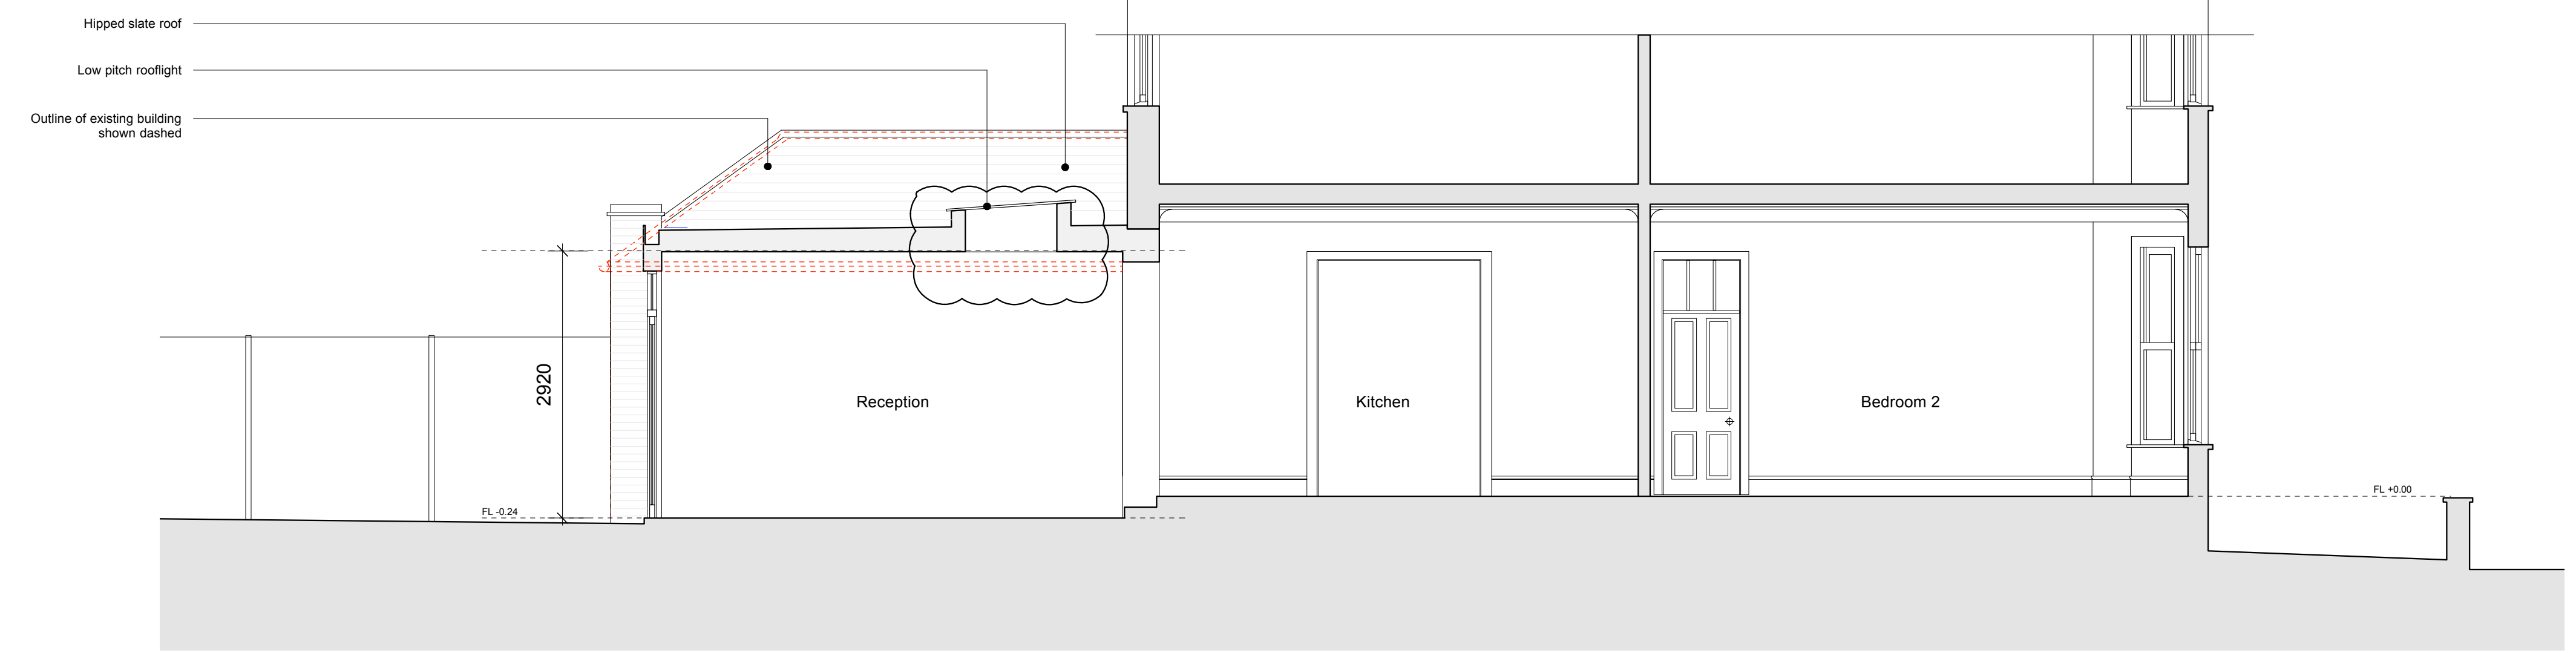 Hipped slate roof
Low pitch rooflight
Outline of existing building
shown dashed
2920
Reception
Kitchen
Bedroom 2
FL +0.00
FL -0.24